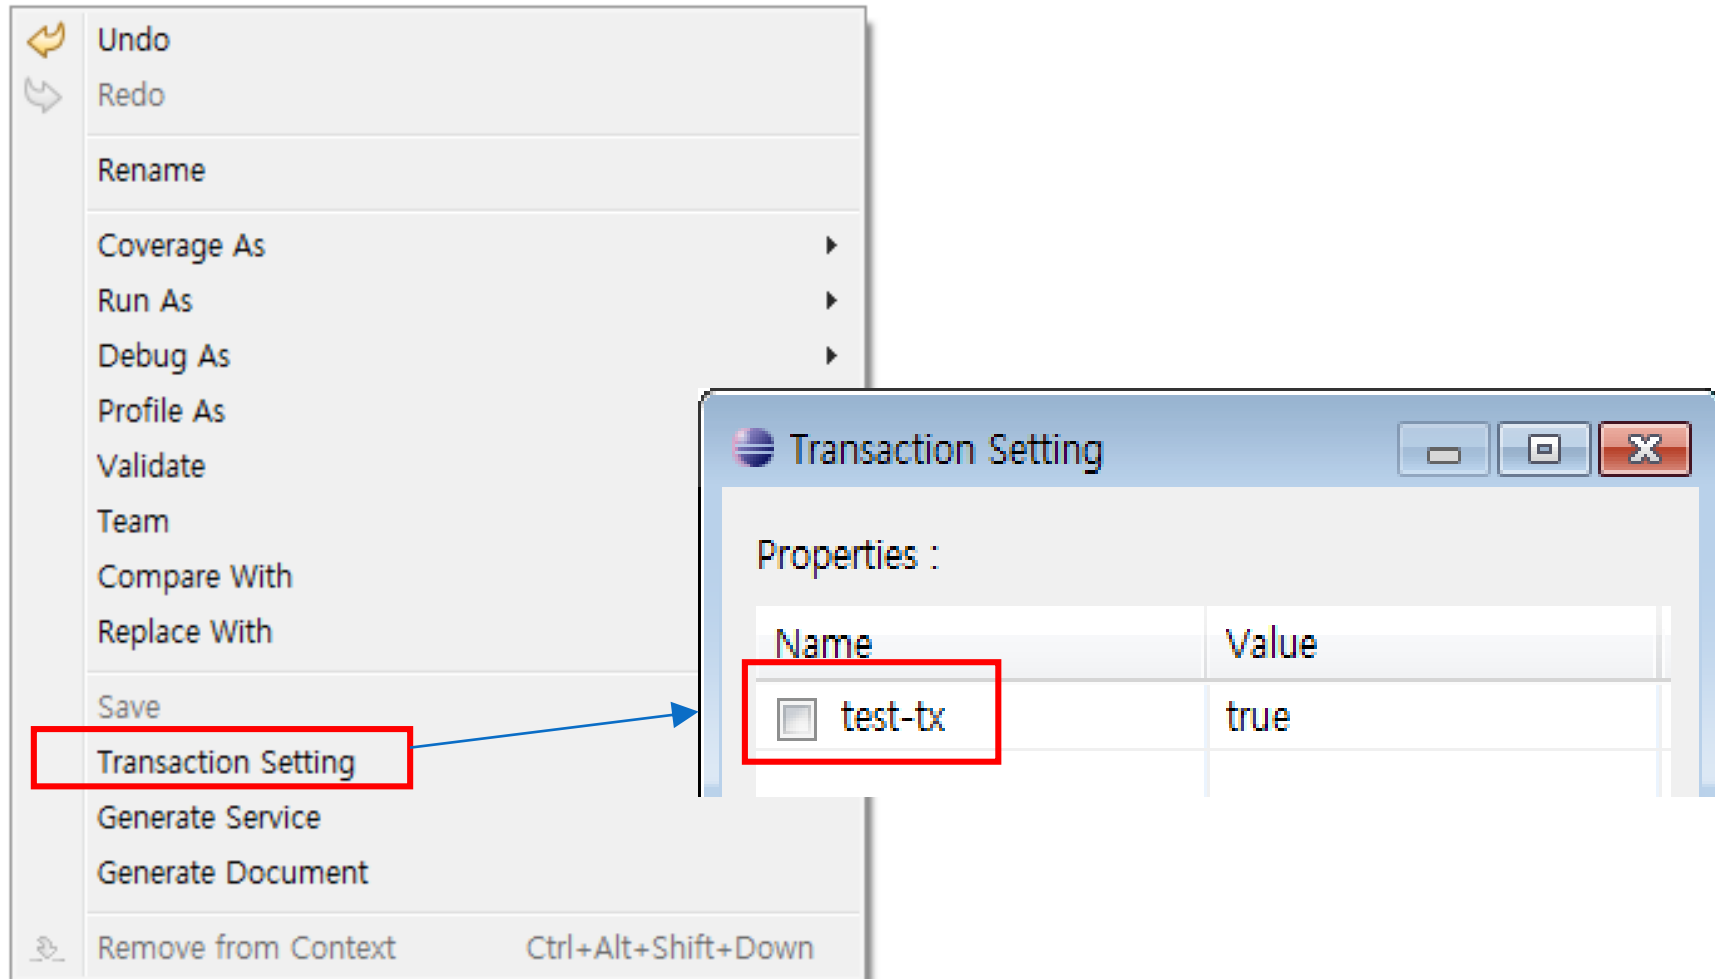 Undo
Redo
Rename
Coverage As
Run As
Debug As
Profile As
Validate
Team
Compare With
Replace With
Save
Transaction Setting
Generate Service
Generate Document
Remove from Context Ctrl+Alt+Shift+Down
Transaction Setting
Properties :
Name Value
test-tx true